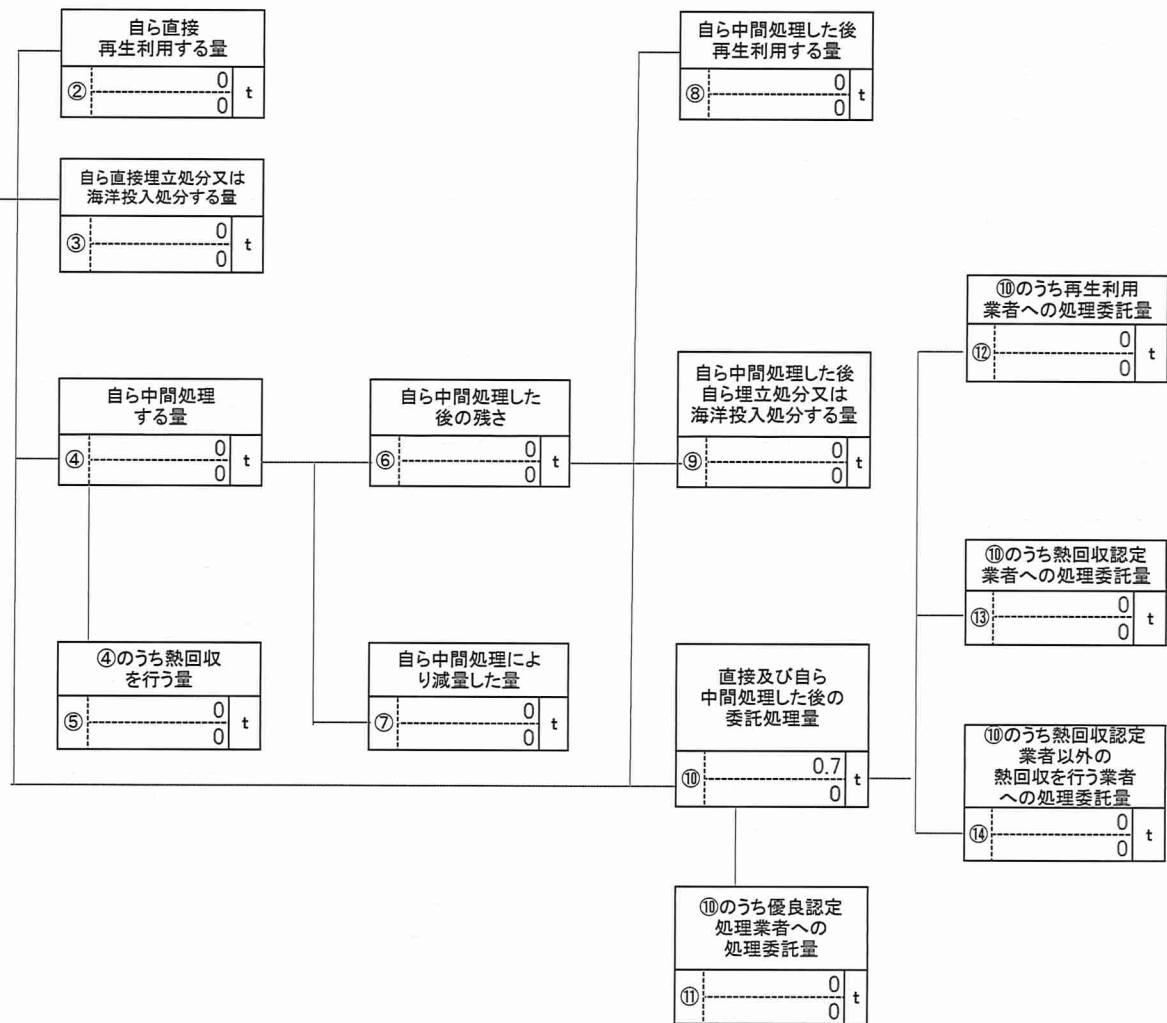 自ら直接
再生利用する量
② 0 t
0
自ら中間処理した後
再生利用する量
⑧ 0 t
0
自ら直接埋立処分又は
海洋投入処分する量
③ 0 t
0
⑩のうち再生利用
業者への処理委託量
⑫ 0 t
0
自ら中間処理
する量
④ 0 t
0
自ら中間処理した
後の残さ
⑥ 0 t
0
自ら中間処理した後
自ら埋立処分又は
海洋投入処分する量
⑨ 0 t
0
⑩のうち熱回収認定
業者への処理委託量
⑬ 0 t
0
④のうち熱回収
を行う量
⑤ 0 t
0
自ら中間処理によ
り減量した量
⑦ 0 t
0
直接及び自ら
中間処理した後の
委託処理量
⑩ 0.7 t
0
⑩のうち熱回収認定
業者以外の
熱回収を行う業者
への処理委託量
⑭ 0 t
0
⑩のうち優良認定
処理業者への
処理委託量
⑪ 0 t
0